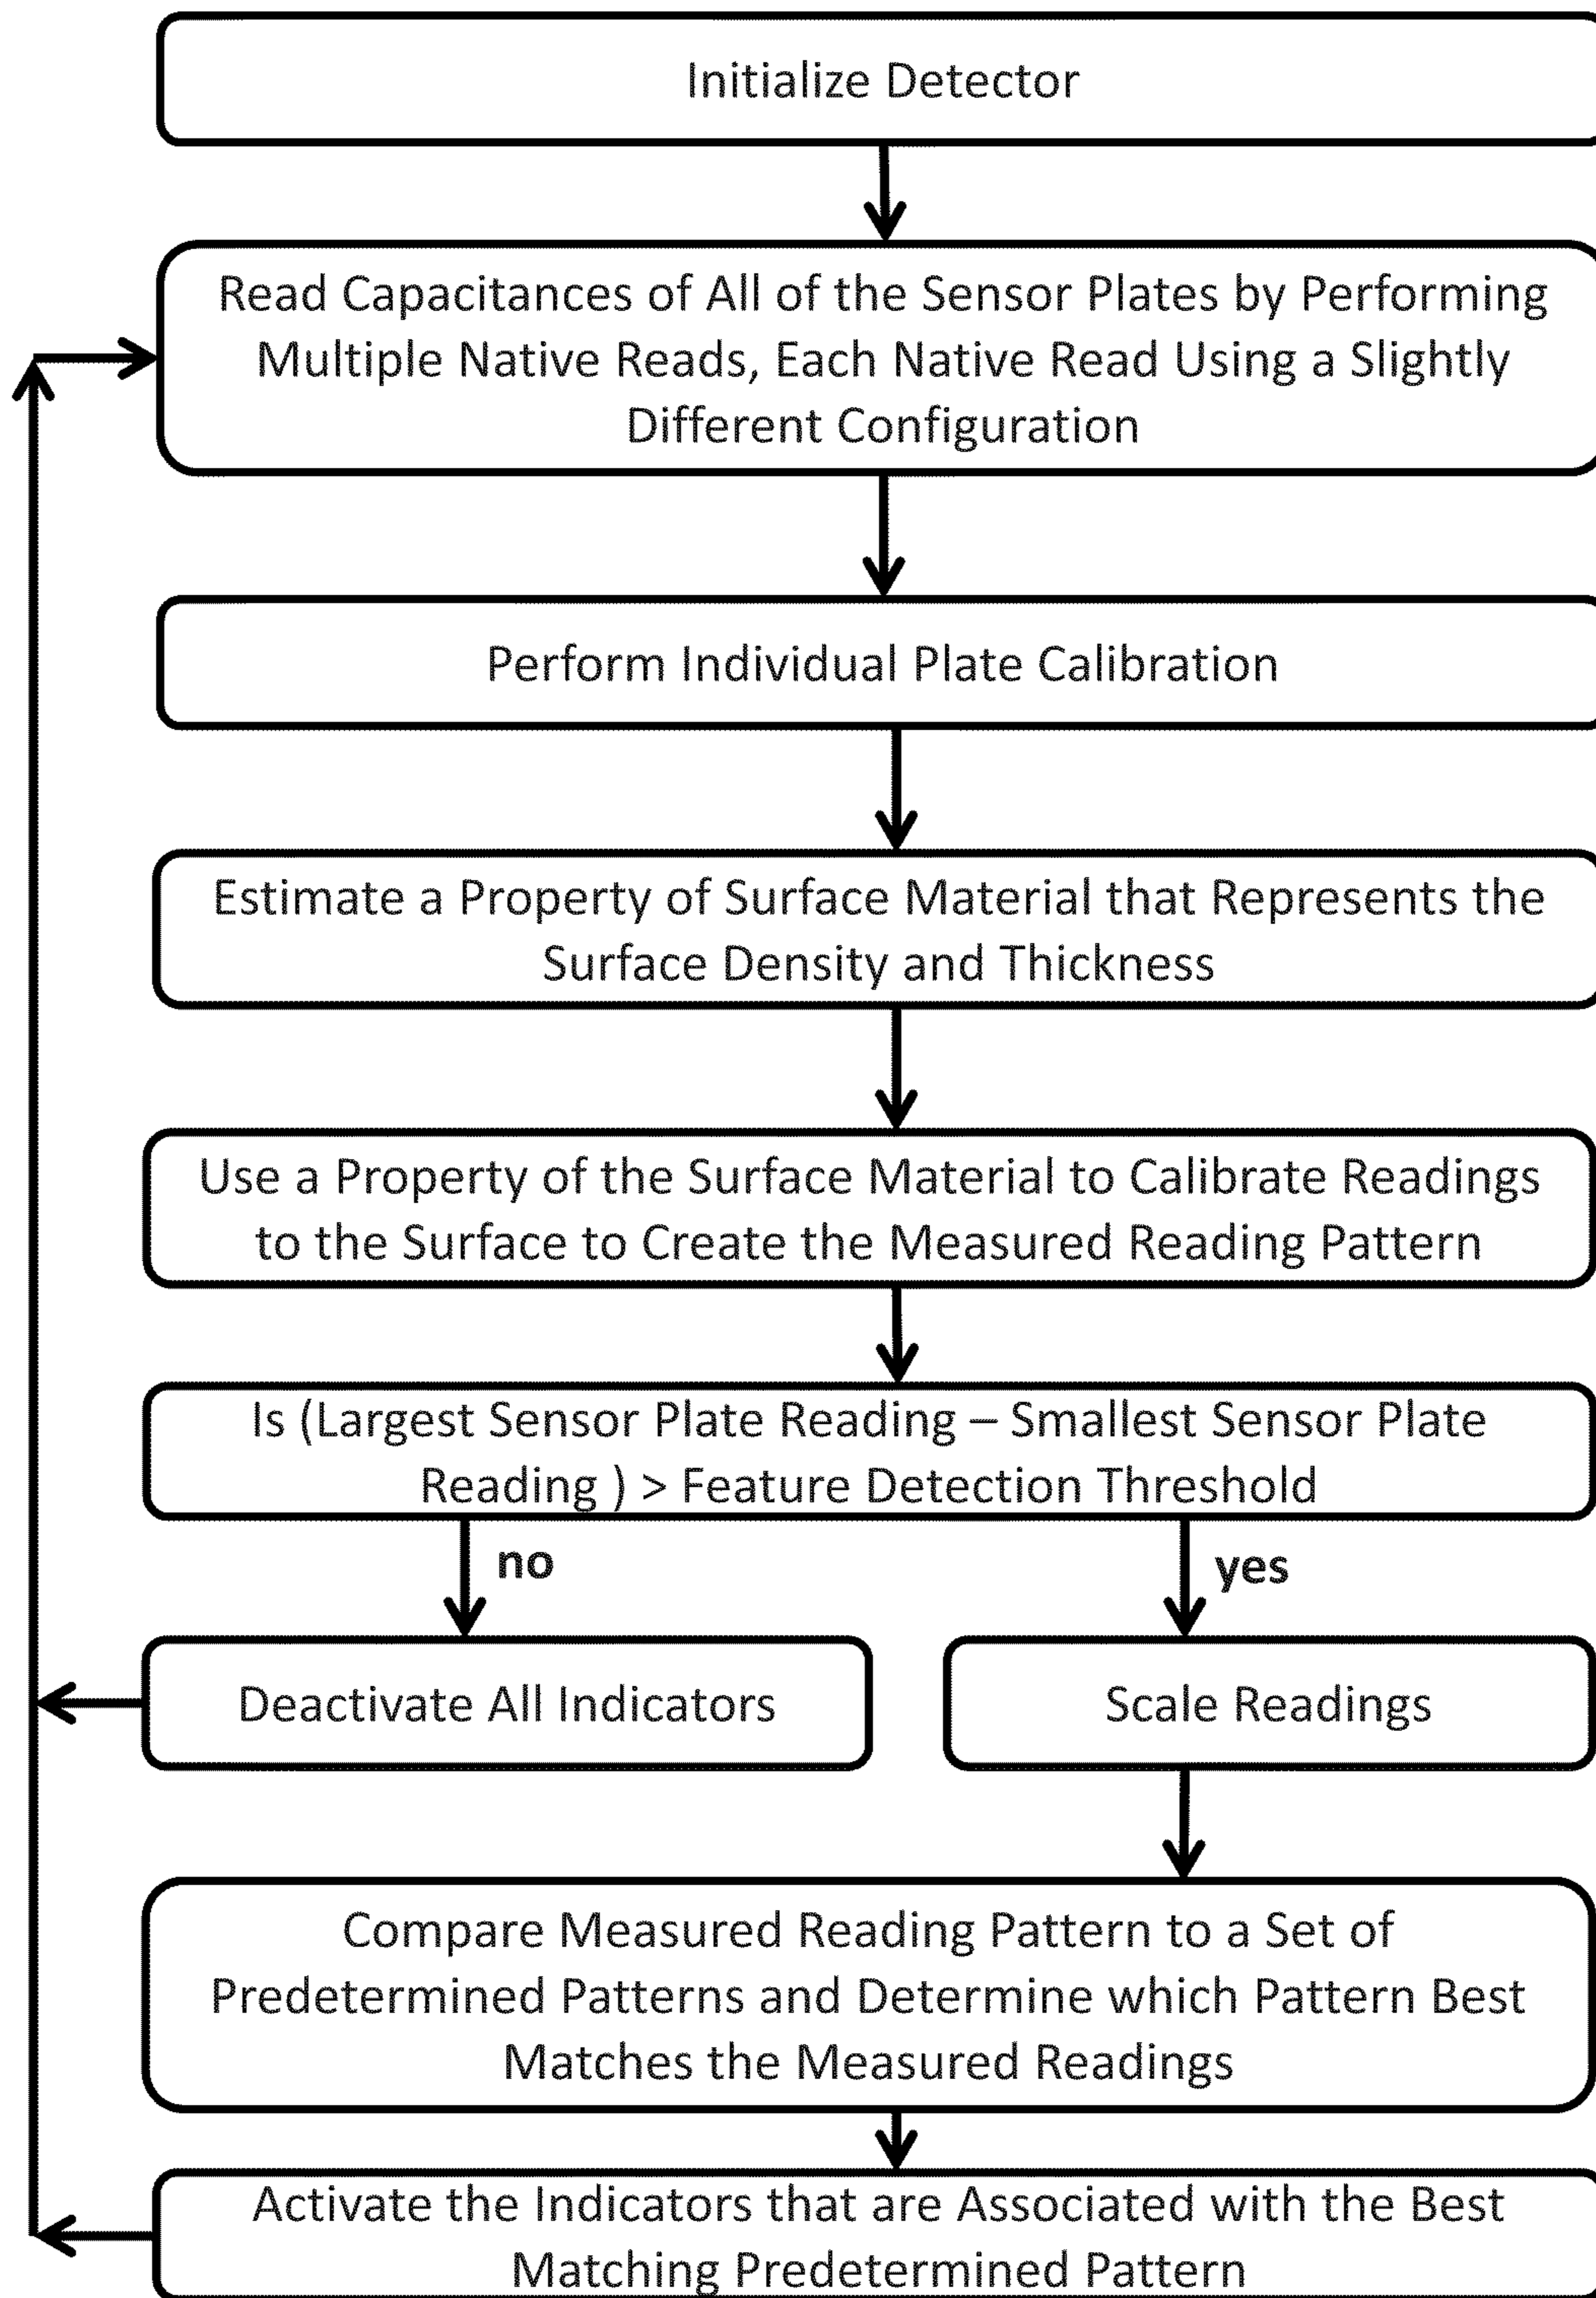 Initialize Detector
Read Capacitances of All of the Sensor Plates by Performing
Multiple Native Reads, Each Native Read Using a Slightly
Different Configuration
Perform Individual Plate Calibration
Estimate a Property of Surface Material that Represents the
Surface Density and Thickness
Use a Property of the Surface Material to Calibrate Readings
to the Surface to Create the Measured Reading Pattern
Is (Largest Sensor Plate Reading – Smallest Sensor Plate
Reading ) > Feature Detection Threshold
no
yes
Deactivate All Indicators
Scale Readings
Compare Measured Reading Pattern to a Set of
Predetermined Patterns and Determine which Pattern Best
Matches the Measured Readings
Activate the Indicators that are Associated with the Best
Matching Predetermined Pattern